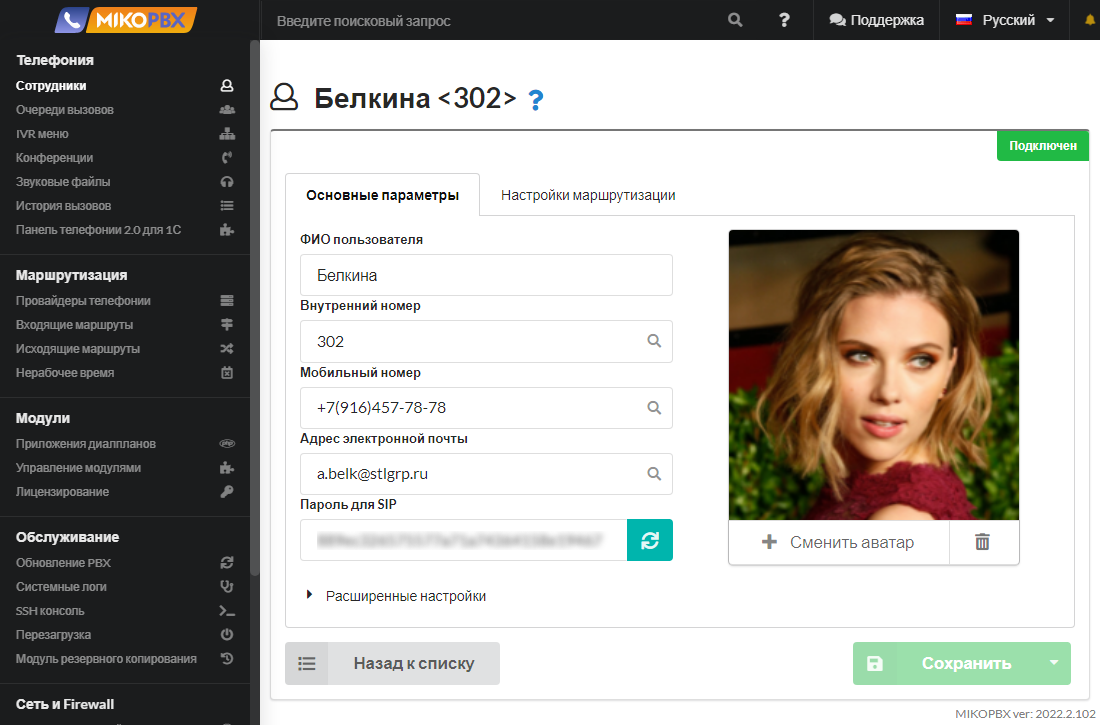 MIKOPBX
Введите поисковый запрос
?
Поддержка
Русский
Телефония
Сотрудники
Очереди вызовов
IVR меню
Конференции
Звуковые файлы
История вызовов
Панель телефонии 2.0 для 1С
Маршрутизация
Провайдеры телефонии
Входящие маршруты
Исходящие маршруты
Нерабочее время
Модули
Приложения диалпланов
Управление модулями
Лицензирование
Обслуживание
Обновление PBX
Системные логи
SSH консоль
Перезагрузка
Модуль резервного копирования
Сеть и Firewall
Белкина <302> ?
Подключен
Основные параметры
Настройки маршрутизации
ФИО пользователя
Белкина
Внутренний номер
302
Мобильный номер
+7(916)457-78-78
Адрес электронной почты
a.belk@stlgrp.ru
Пароль для SIP
Расширенные настройки
Сменить аватар
Назад к списку
Сохранить
MIKOPBX ver: 2022.2.102